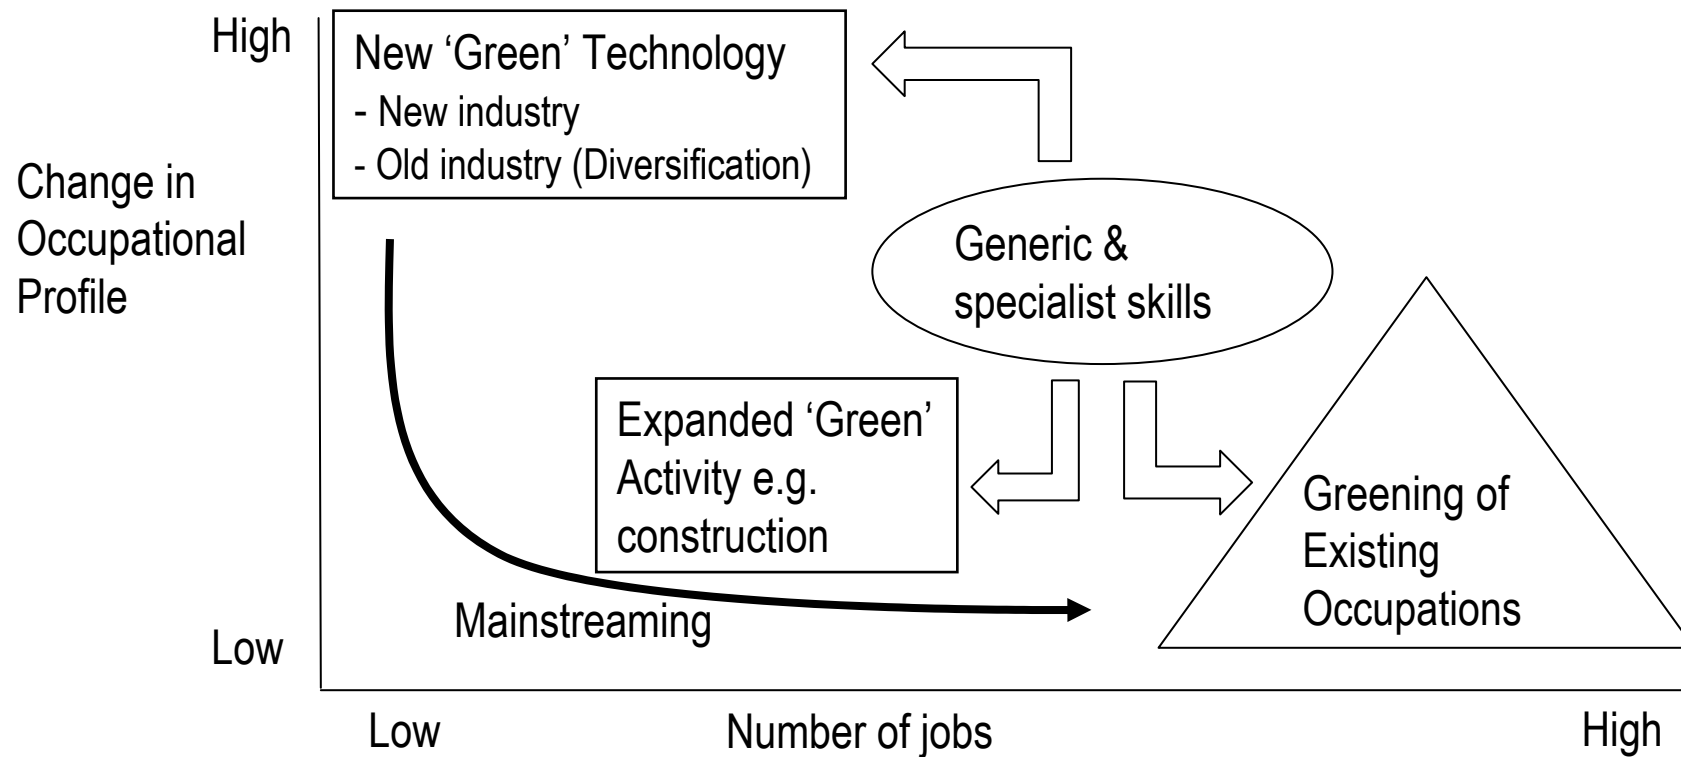 High
New ‘Green’ Technology
- New industry
- Old industry (Diversification)
Change in
Occupational
Profile
Generic &
specialist skills
Expanded ‘Green’
Activity e.g.
construction
Greening of
Existing
Occupations
Mainstreaming
Low
Low
Number of jobs
High